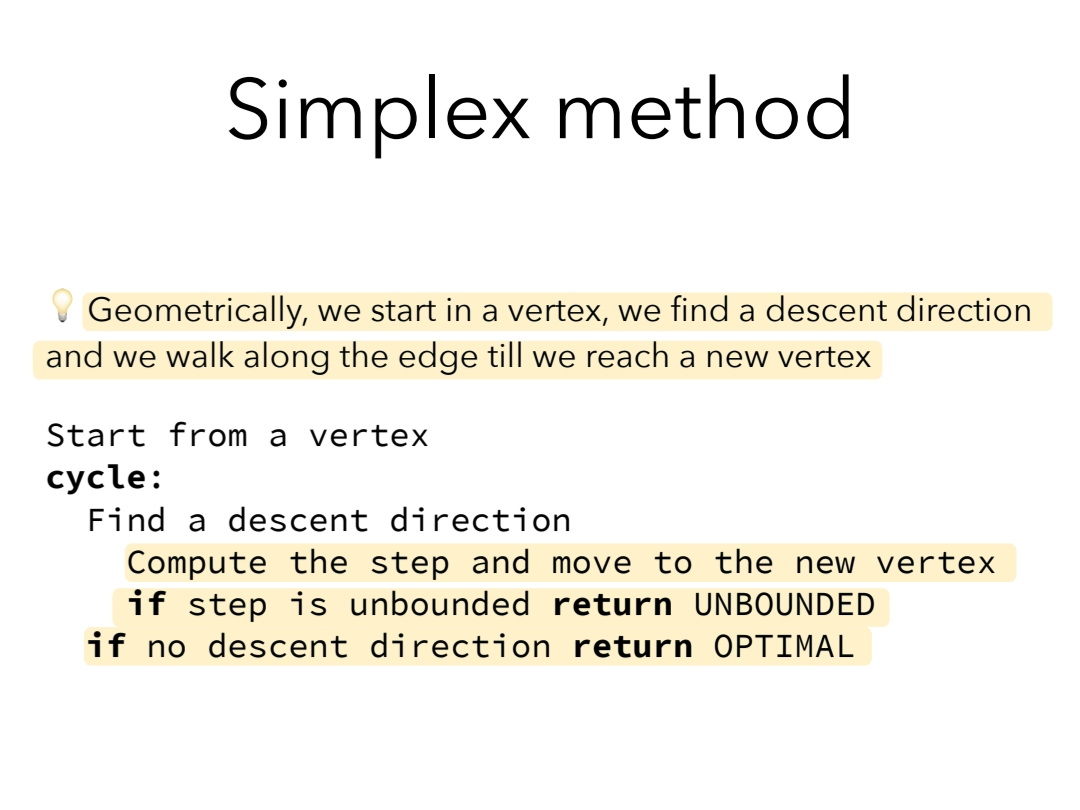 Simplex method
💡 Geometrically, we start in a vertex, we find a descent direction
and we walk along the edge till we reach a new vertex
Start from a vertex
cycle:
  Find a descent direction
    Compute the step and move to the new vertex
    if step is unbounded return UNBOUNDED
  if no descent direction return OPTIMAL